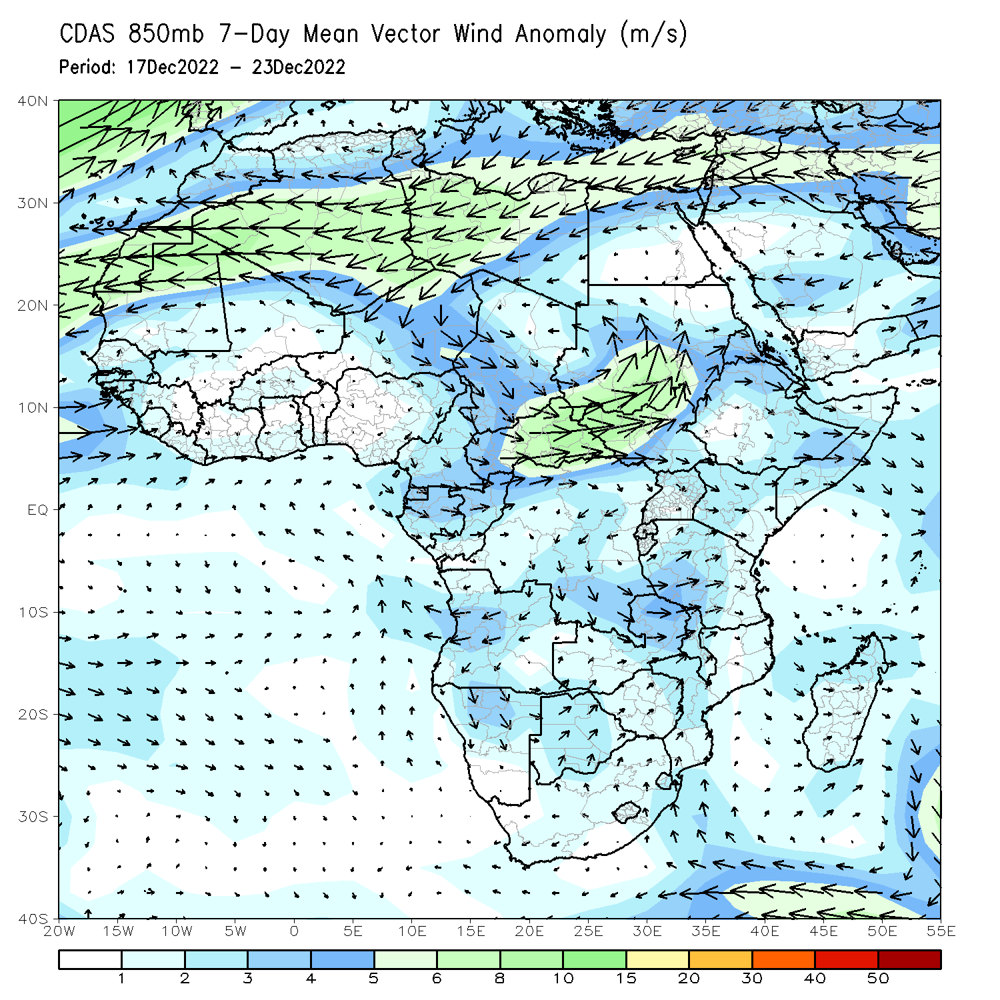 CDAS 850mb 7-Day Mean Vector Wind Anomaly (m/s)
Period: 17Dec2022 - 23Dec2022
40N
30N
20N
10N
EQ
10S
20S
30S
40S
20W 15W 10W 5W 0 5E 10E 15E 20E 25E 30E 35E 40E 45E 50E 55E
1 2 3 4 5 6 8 10 15 20 30 40 50